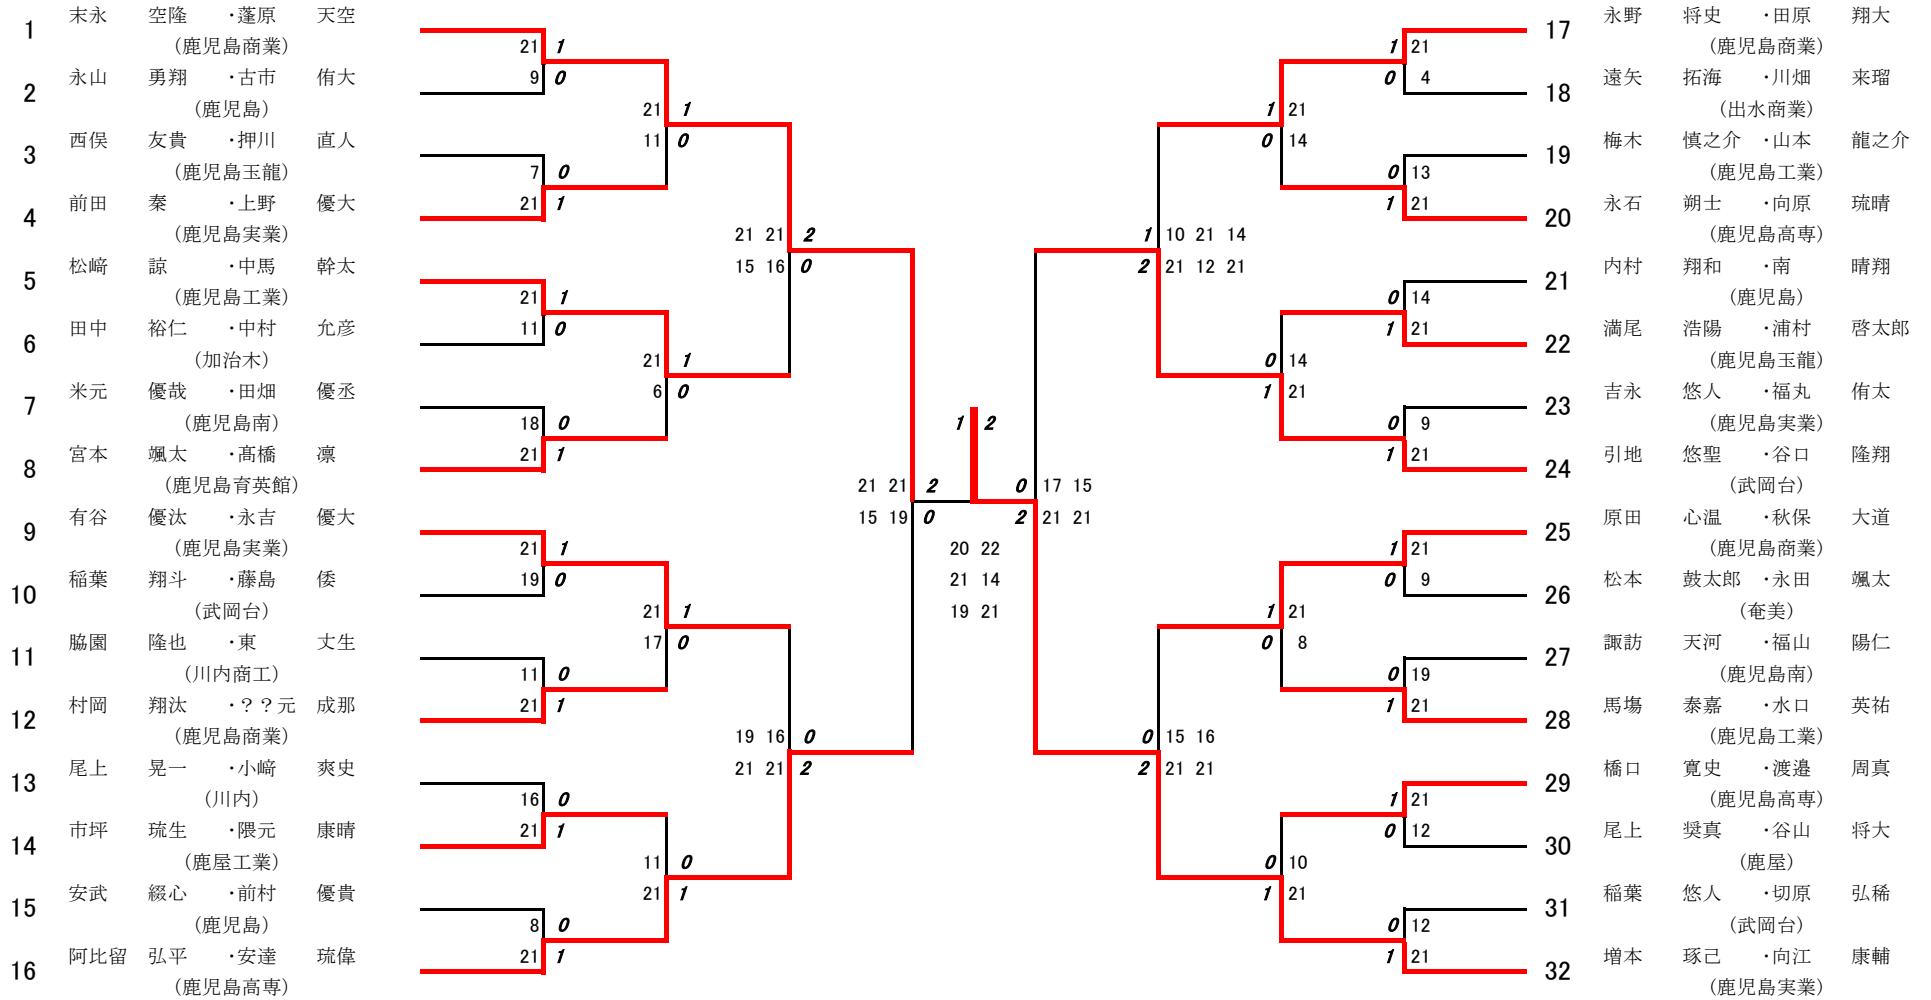 1 末永 空隆 ・蓬原 天空
(鹿児島商業)
2 永山 勇翔 ・古市 侑大
(鹿児島)
3 西俣 友貴 ・押川 直人
(鹿児島玉龍)
4 前田 秦 ・上野 優大
(鹿児島実業)
5 松﨑 諒 ・中馬 幹太
(鹿児島工業)
6 田中 裕仁 ・中村 允彦
(加治木)
7 米元 優哉 ・田畑 優丞
(鹿児島南)
8 宮本 颯太 ・髙橋 凛
(鹿児島育英館)
9 有谷 優汰 ・永吉 優大
(鹿児島実業)
10 稲葉 翔斗 ・藤島 倭
(武岡台)
11 脇園 隆也 ・東 丈生
(川内商工)
12 村岡 翔汰 ・？？元 成那
(鹿児島商業)
13 尾上 晃一 ・小﨑 爽史
(川内)
14 市坪 琉生 ・隈元 康晴
(鹿屋工業)
15 安武 綴心 ・前村 優貴
(鹿児島)
16 阿比留 弘平 ・安達 琉偉
(鹿児島高専)
21 1
9 0
7 0
21 1
21 1
11 0
18 0
21 1
21 1
19 0
11 0
21 1
16 0
21 1
8 0
21 1
21 1
11 0
21 1
6 0
21 1
17 0
11 0
21 1
21 21 2
15 16 0
19 16 0
21 21 2
21 21 2
15 19 0
1 2
20 22
21 14
19 21
0 17 15
2 21 21
1 10 21 14
2 21 12 21
0 15 16
2 21 21
1 21
0 14
0 14
1 21
1 21
0 8
0 10
1 21
1 21
0 4
0 13
1 21
0 14
1 21
0 9
1 21
1 21
0 9
0 19
1 21
1 21
0 12
0 12
1 21
17 永野 将史 ・田原 翔大
(鹿児島商業)
18 遠矢 拓海 ・川畑 来瑠
(出水商業)
19 梅木 慎之介 ・山本 龍之介
(鹿児島工業)
20 永石 朔士 ・向原 琉晴
(鹿児島高専)
21 内村 翔和 ・南 晴翔
(鹿児島)
22 満尾 浩陽 ・浦村 啓太郎
(鹿児島玉龍)
23 吉永 悠人 ・福丸 侑太
(鹿児島実業)
24 引地 悠聖 ・谷口 隆翔
(武岡台)
25 原田 心温 ・秋保 大道
(鹿児島商業)
26 松本 鼓太郎 ・永田 颯太
(奄美)
27 諏訪 天河 ・福山 陽仁
(鹿児島南)
28 馬場 泰嘉 ・水口 英祐
(鹿児島工業)
29 橋口 寛史 ・渡邉 周真
(鹿児島高専)
30 尾上 奨真 ・谷山 将大
(鹿屋)
31 稲葉 悠人 ・切原 弘稀
(武岡台)
32 増本 琢己 ・向江 康輔
(鹿児島実業)